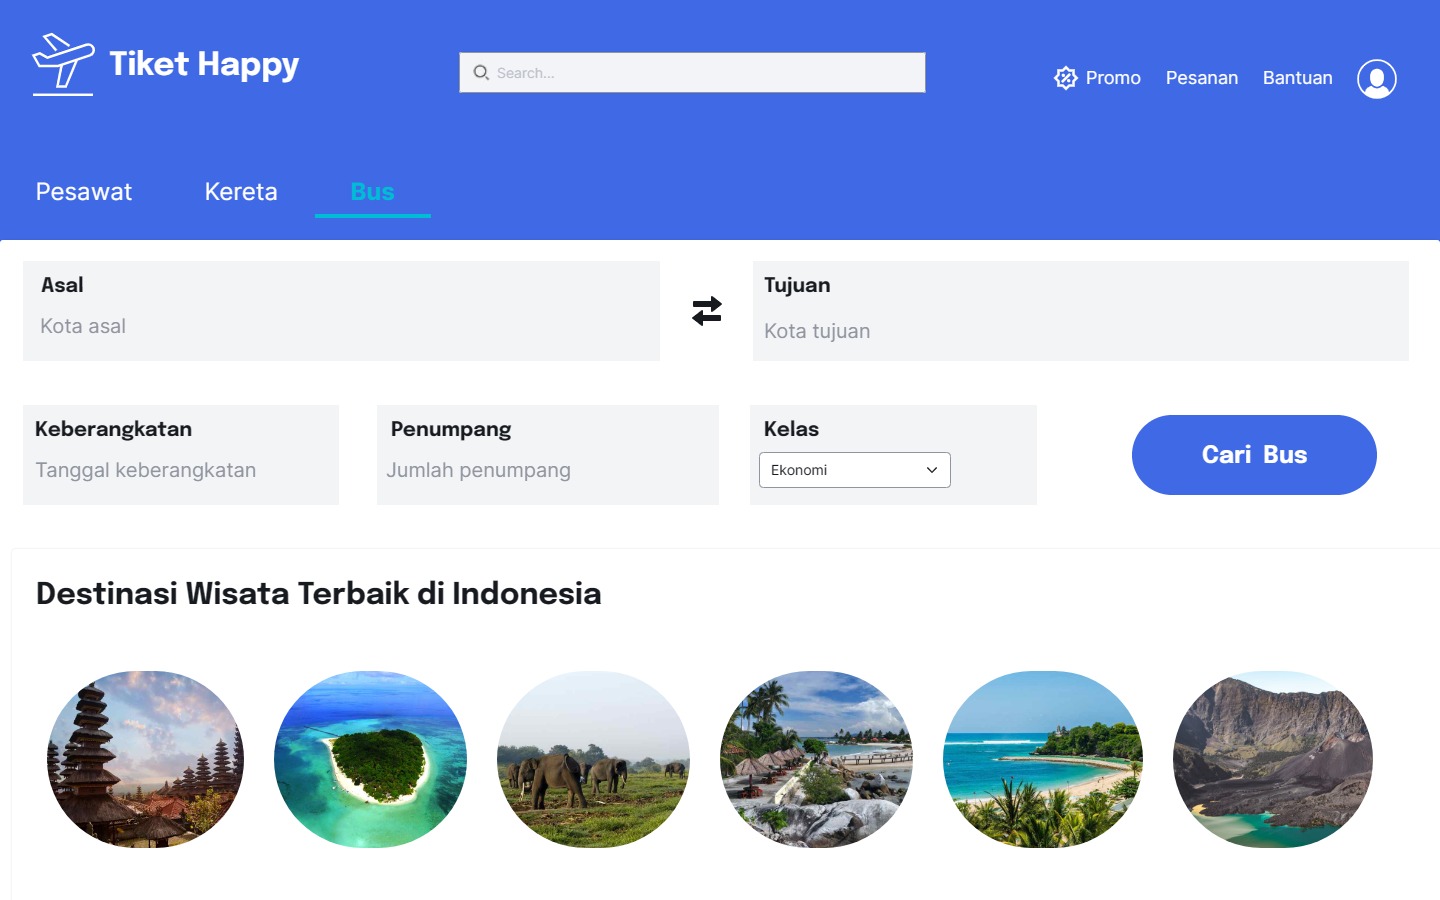 Tiket Happy
Search...
Promo
Pesanan
Bantuan
Pesawat
Kereta
Bus
Asal
Kota asal
Tujuan
Kota tujuan
Keberangkatan
Tanggal keberangkatan
Penumpang
Jumlah penumpang
Kelas
Ekonomi
Cari Bus
Destinasi Wisata Terbaik di Indonesia